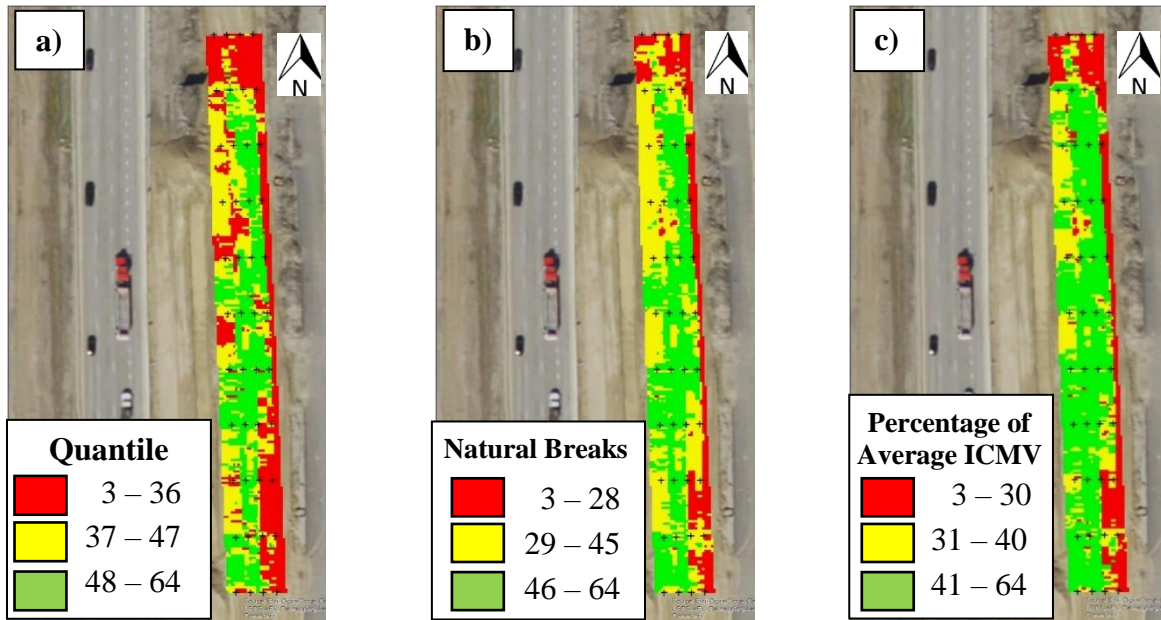 a)
N
Quantile
3 – 36
37 – 47
48 – 64
b)
N
Natural Breaks
3 – 28
29 – 45
46 – 64
c)
N
Percentage of
Average ICMV
3 – 30
31 – 40
41 – 64